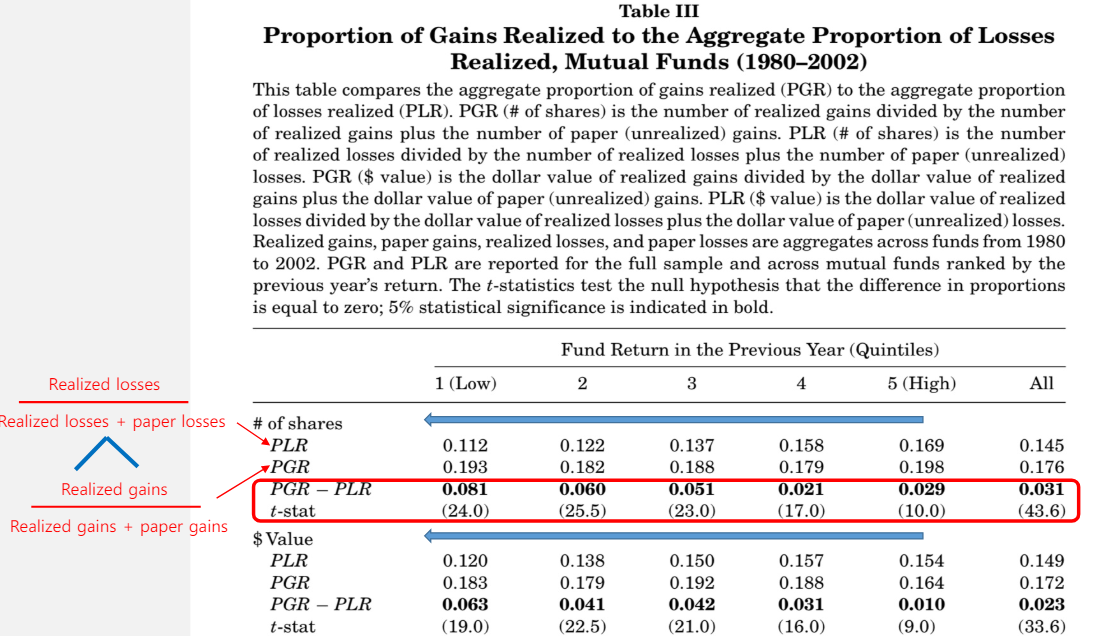 Table III
Proportion of Gains Realized to the Aggregate Proportion of Losses
Realized, Mutual Funds (1980–2002)
This table compares the aggregate proportion of gains realized (PGR) to the aggregate proportion
of losses realized (PLR). PGR (# of shares) is the number of realized gains divided by the number
of realized gains plus the number of paper (unrealized) gains. PLR (# of shares) is the number
of realized losses divided by the number of realized losses plus the number of paper (unrealized)
losses. PGR ($ value) is the dollar value of realized gains divided by the dollar value of realized
gains plus the dollar value of paper (unrealized) gains. PLR ($ value) is the dollar value of realized
losses divided by the dollar value of realized losses plus the dollar value of paper (unrealized) losses.
Realized gains, paper gains, realized losses, and paper losses are aggregates across funds from 1980
to 2002. PGR and PLR are reported for the full sample and across mutual funds ranked by the
previous year's return. The t-statistics test the null hypothesis that the difference in proportions
is equal to zero; 5% statistical significance is indicated in bold.
Fund Return in the Previous Year (Quintiles)
1 (Low) 2 3 4 5 (High) All
# of shares
PLR 0.112 0.122 0.137 0.158 0.169 0.145
PGR 0.193 0.182 0.188 0.179 0.198 0.176
PGR – PLR 0.081 0.060 0.051 0.021 0.029 0.031
t-stat (24.0) (25.5) (23.0) (17.0) (10.0) (43.6)
$ Value
PLR 0.120 0.138 0.150 0.157 0.154 0.149
PGR 0.183 0.179 0.192 0.188 0.164 0.172
PGR – PLR 0.063 0.041 0.042 0.031 0.010 0.023
t-stat (19.0) (22.5) (21.0) (16.0) (9.0) (33.6)
Realized losses
Realized losses + paper losses
Realized gains
Realized gains + paper gains